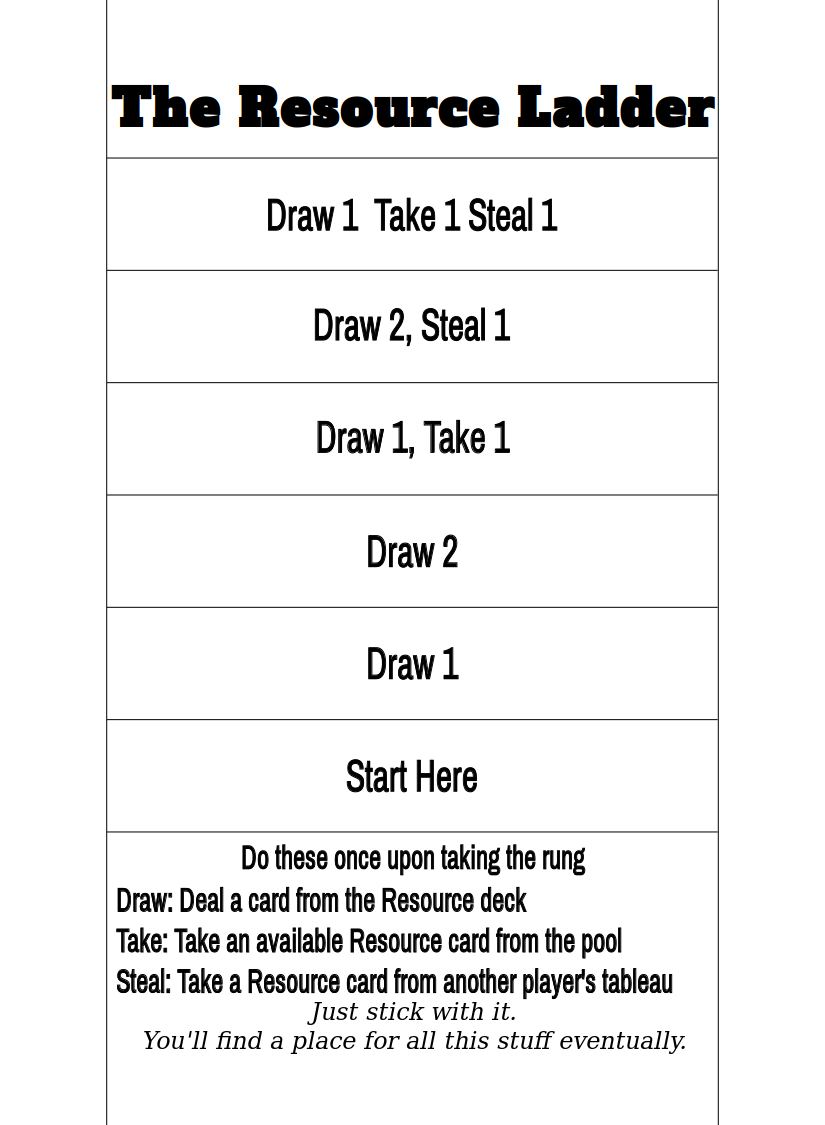 The Resource Ladder
Draw 1  Take 1 Steal 1
Draw 2, Steal 1
Draw 1, Take 1
Draw 2
Draw 1
Start Here
Do these once upon taking the rung
Draw: Deal a card from the Resource deck
Take: Take an available Resource card from the pool
Steal: Take a Resource card from another player's tableau
Just stick with it.
You'll find a place for all this stuff eventually.